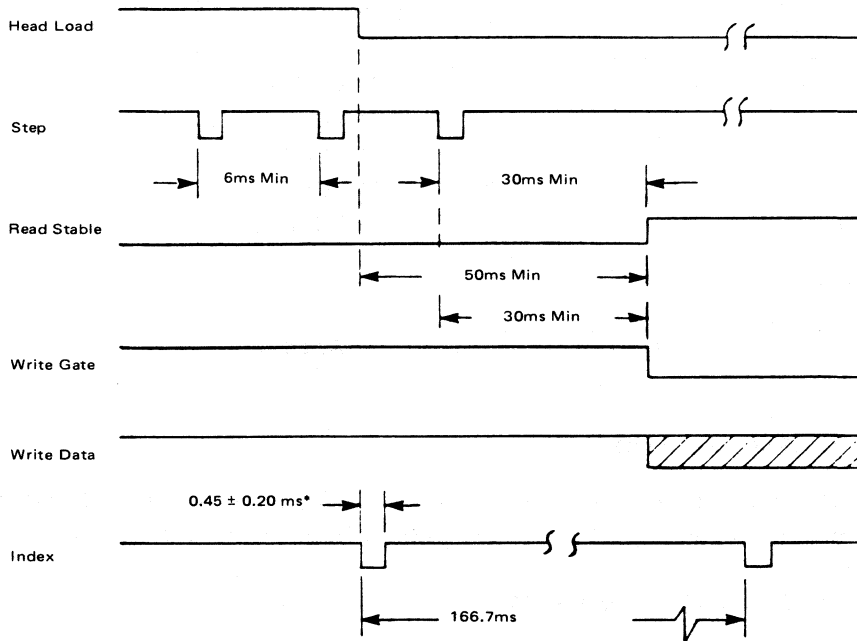 Head Load
Step
6ms Min
30ms Min
Read Stable
50ms Min
30ms Min
Write Gate
Write Data
0.45 ± 0.20 ms*
Index
166.7ms